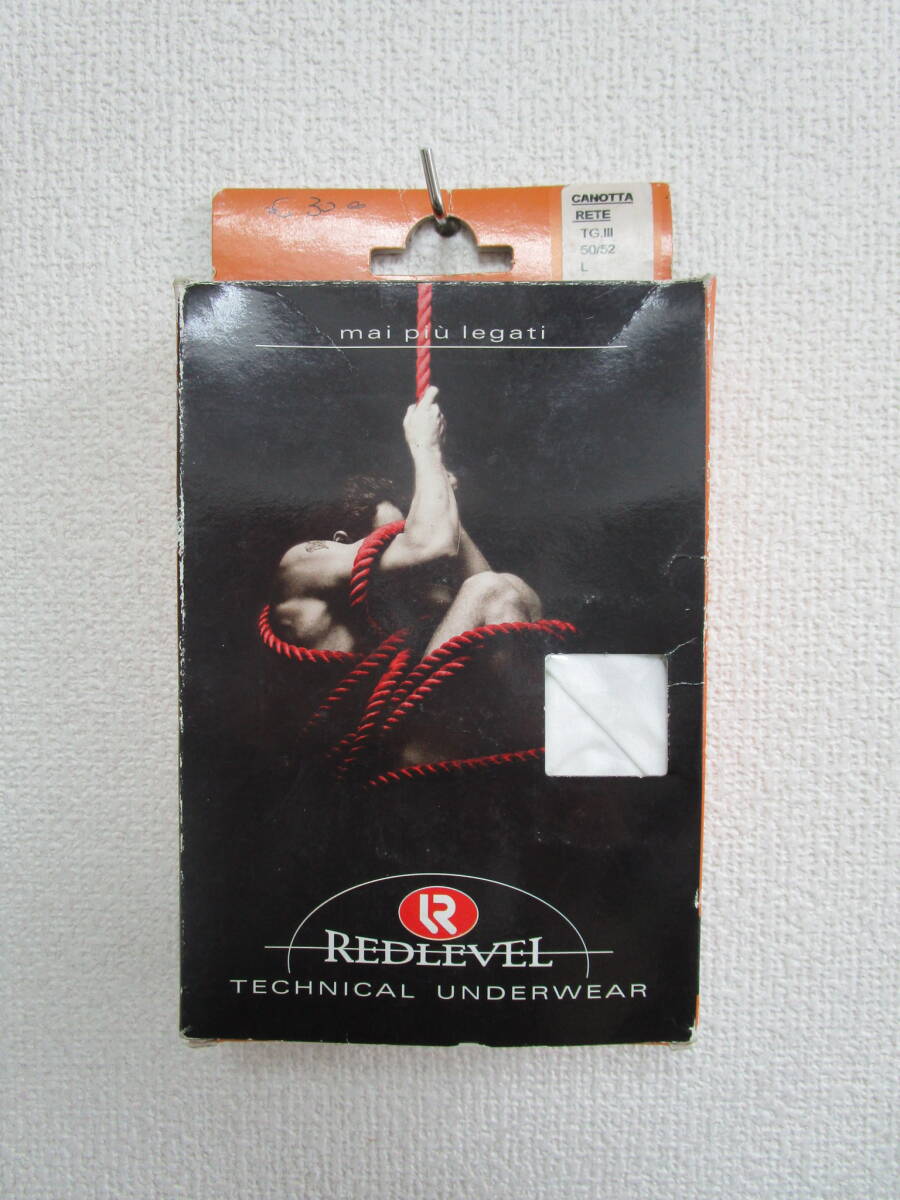 € 30
CANOTTA
RETE
TG.III
50/52
L
mai più legati
R
REDLEVEL
TECHNICAL UNDERWEAR